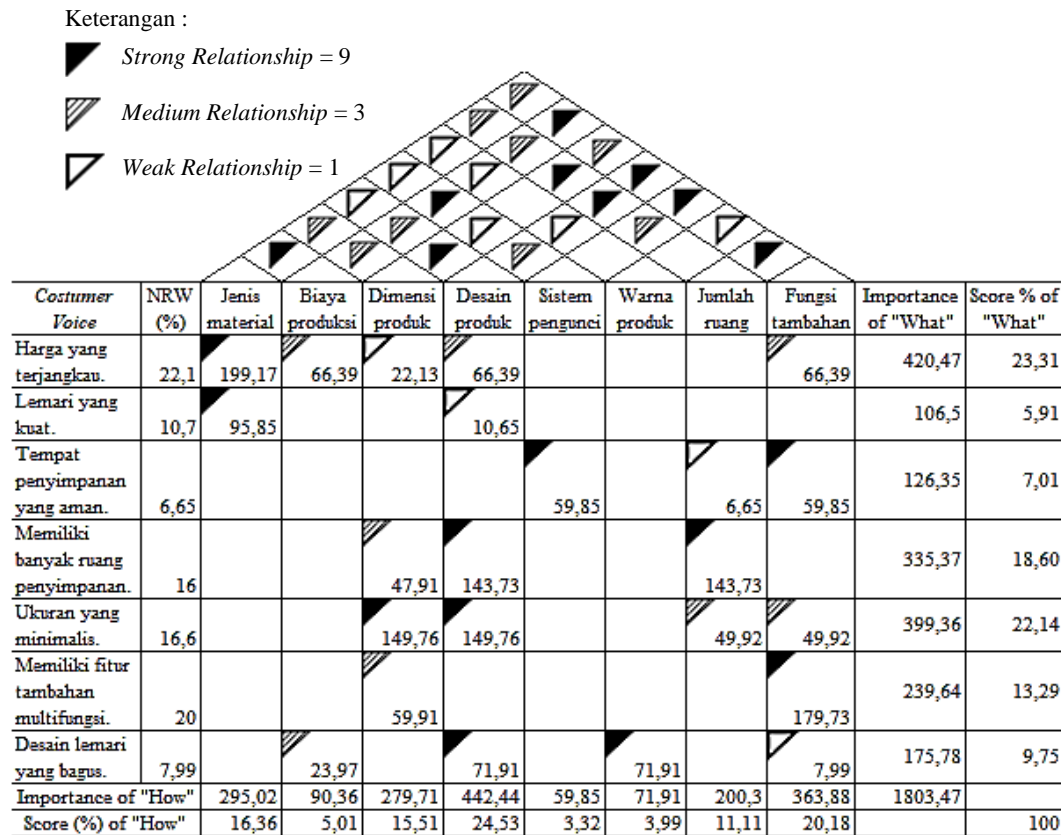 Keterangan :
Strong Relationship = 9
Medium Relationship = 3
Weak Relationship = 1
Costumer NRW Jenis Biaya Dimensi Desain Sistem Warna Jumlah Fungsi Importance Score % of
Voice (%) material produksi produk produk pengunci produk ruang tambahan of "What" "What"
Harga yang
terjangkau. 22,1 199,17 66,39 22,13 66,39 66,39 420,47 23,31
Lemari yang
kuat. 10,7 95,85 10,65 106,5 5,91
Tempat
penyimpanan
yang aman. 6,65 59,85 6,65 59,85 126,35 7,01
Memiliki
banyak ruang
penyimpanan. 16 47,91 143,73 143,73 335,37 18,60
Ukuran yang
minimalis. 16,6 149,76 149,76 49,92 49,92 399,36 22,14
Memiliki fitur
tambahan
multifungsi. 20 59,91 179,73 239,64 13,29
Desain lemari
yang bagus. 7,99 23,97 71,91 71,91 7,99 175,78 9,75
Importance of "How" 295,02 90,36 279,71 442,44 59,85 71,91 200,3 363,88 1803,47
Score (%) of "How" 16,36 5,01 15,51 24,53 3,32 3,99 11,11 20,18 100